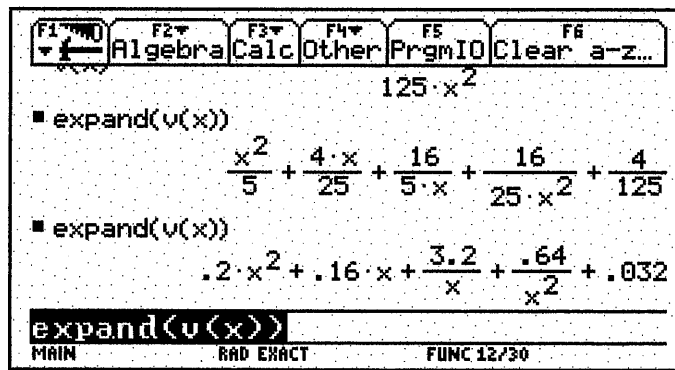 F1 F2 F3 F4 F5 F6
Algebra Calc Other PrgmIO Clear a-z…
125·x²
▪ expand(v(x))
x²/5 + 4·x/25 + 16/(5·x) + 16/(25·x²) + 4/125
▪ expand(v(x))
.2·x² + .16·x + 3.2/x + .64/x² + .032
expand(v(x))
MAIN RAD EXACT FUNC 12/30